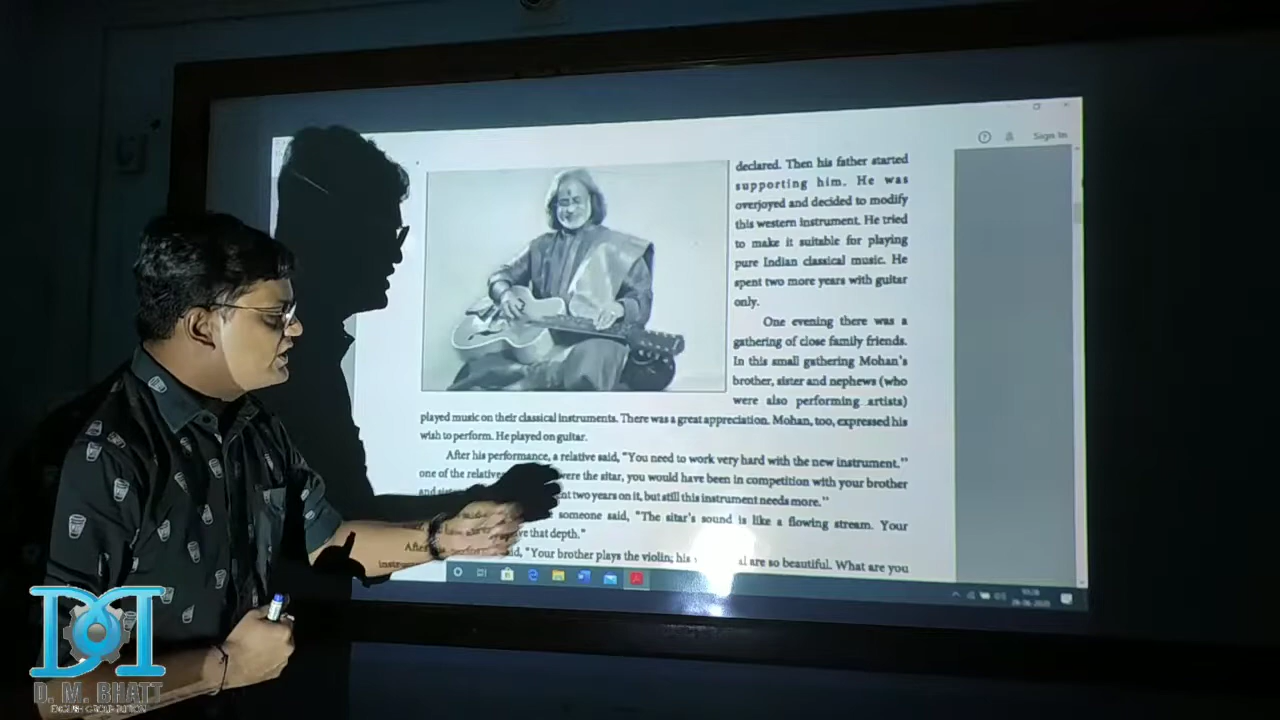 Sign In
declared. Then his father started
supporting him. He was
overjoyed and decided to modify
this western instrument. He tried
to make it suitable for playing
pure Indian classical music. He
spent two more years with guitar
only.
One evening there was a
gathering of close family friends.
In this small gathering Mohan's
brother, sister and nephews (who
were also performing artists)
played music on their classical instruments. There was a great appreciation. Mohan, too, expressed his
wish to perform. He played on guitar.
After his performance, a relative said, "You need to work very hard with the new instrument."
one of the relatives were the sitar, you would have been in competition with your brother
and two years on it, but still this instrument needs more."
someone said, "The sitar's sound is like a flowing stream. Your
that depth."
said, "Your brother plays the violin; his are so beautiful. What are you
D. M. BHATT